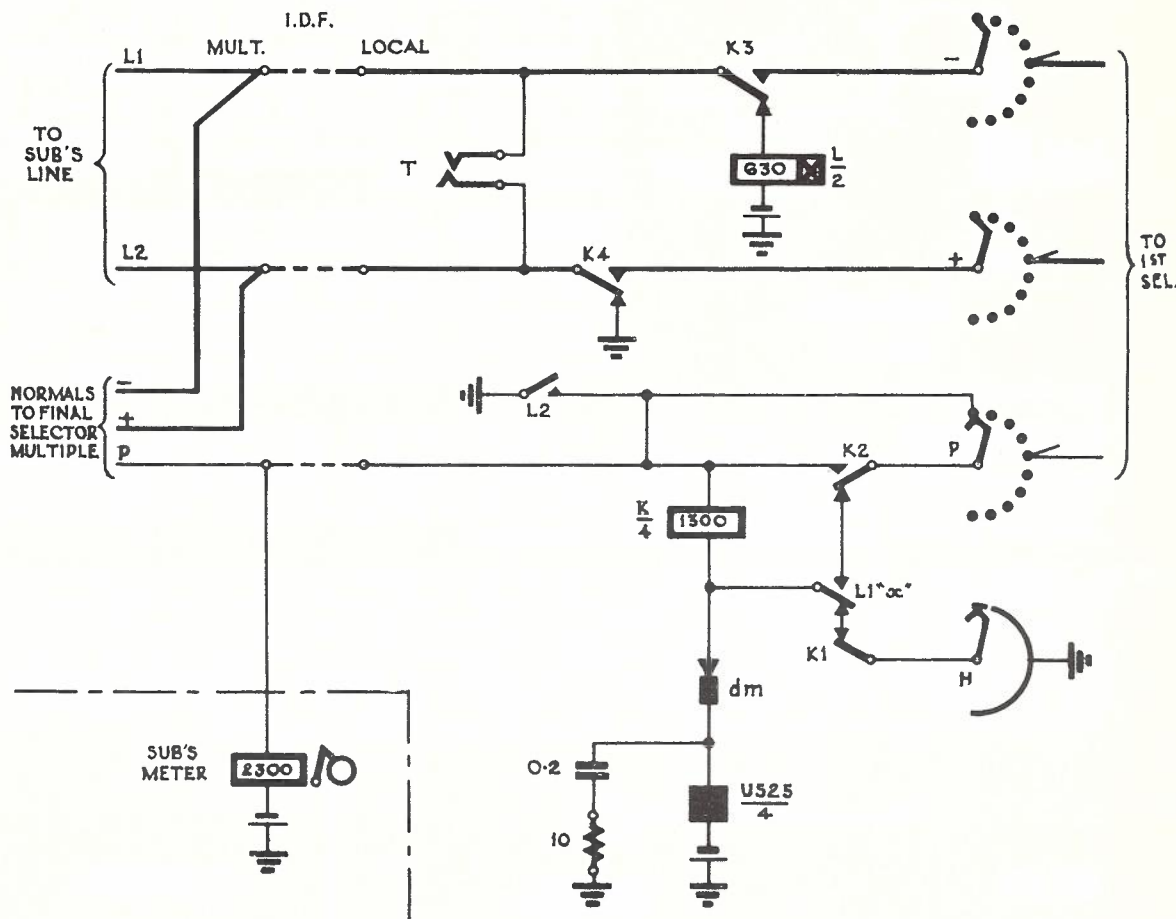 I.D.F.
MULT.
LOCAL
L1
K3
-
TO
SUB'S
LINE
T
630
L
2
L2
K4
+
TO
1ST
SEL.
NORMALS
TO FINAL
SELECTOR
MULTIPLE
-
+
P
L2
K2
P
K
4
1300
L1"x"
K1
H
dm
SUB'S
METER
2300
0·2
10
U525
4